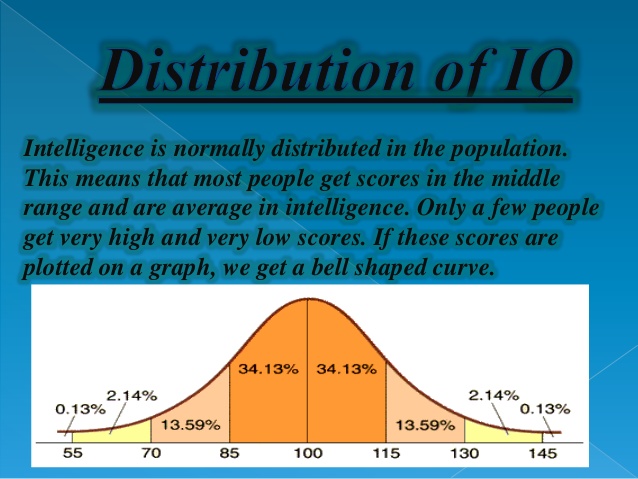 Distribution of IQ
Intelligence is normally distributed in the population.
This means that most people get scores in the middle
range and are average in intelligence. Only a few people
get very high and very low scores. If these scores are
plotted on a graph, we get a bell shaped curve.
34.13% 34.13%
2.14% 2.14%
0.13% 0.13%
13.59% 13.59%
55 70 85 100 115 130 145